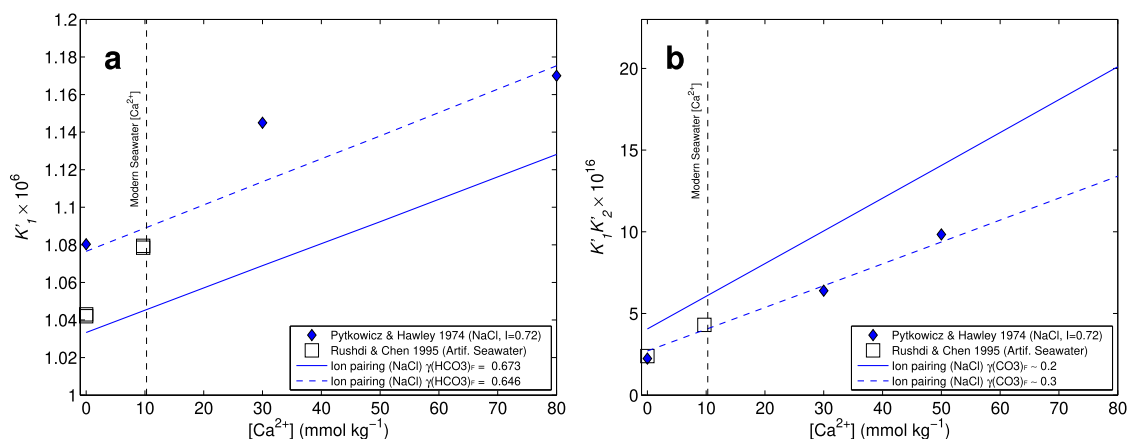 a
1.2
1.18
1.16
1.14
1.12
1.1
1.08
1.06
1.04
1.02
1
K'₁ × 10⁶
Modern Seawater [Ca²⁺]
Pytkowicz & Hawley 1974 (NaCl, I=0.72)
Rushdi & Chen 1995 (Artif. Seawater)
Ion pairing (NaCl) γ(HCO3)F = 0.673
Ion pairing (NaCl) γ(HCO3)F = 0.646
0 10 20 30 40 50 60 70 80
[Ca²⁺] (mmol kg⁻¹)
b
20
15
10
5
0
K'₁K'₂ × 10¹⁶
Modern Seawater [Ca²⁺]
Pytkowicz & Hawley 1974 (NaCl, I=0.72)
Rushdi & Chen 1995 (Artif. Seawater)
Ion pairing (NaCl) γ(CO3)F ~ 0.2
Ion pairing (NaCl) γ(CO3)F ~ 0.3
0 10 20 30 40 50 60 70 80
[Ca²⁺] (mmol kg⁻¹)